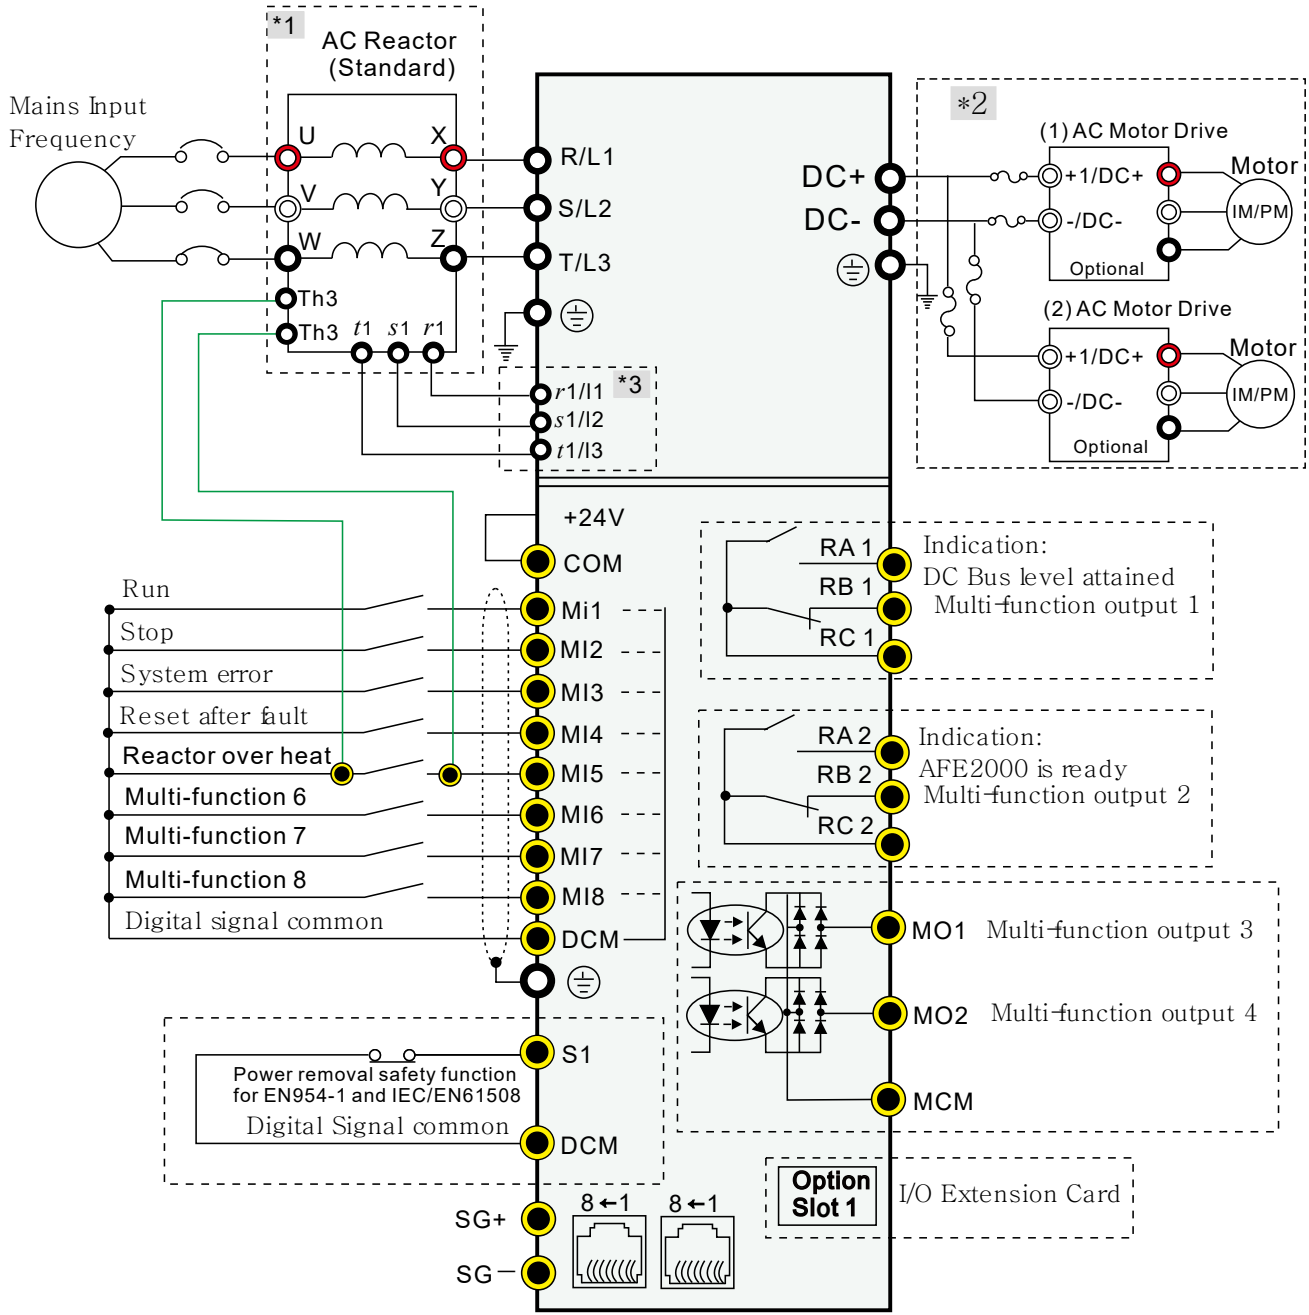 *1
AC Reactor
(Standard)
Mains Input
Frequency
U
X
V
Y
W
Z
Th3
Th3
t1
s1
r1
R/L1
S/L2
T/L3
*3
r1/I1
s1/I2
t1/I3
DC+
DC-
*2
(1) AC Motor Drive
+1/DC+
-/DC-
Optional
Motor
IM/PM
(2) AC Motor Drive
+1/DC+
-/DC-
Optional
Motor
IM/PM
+24V
COM
Run
Mi1
Stop
MI2
System error
MI3
Reset after fault
MI4
Reactor over heat
MI5
Multi-function 6
MI6
Multi-function 7
MI7
Multi-function 8
MI8
Digital signal common
DCM
RA 1
RB 1
RC 1
Indication:
DC Bus level attained
Multi-function output 1
RA 2
RB 2
RC 2
Indication:
AFE2000 is ready
Multi-function output 2
MO1
Multi-function output 3
MO2
Multi-function output 4
MCM
S1
Power removal safety function
for EN954-1 and IEC/EN61508
Digital Signal common
DCM
Option
Slot 1
I/O Extension Card
SG+
SG—
8←1
8←1